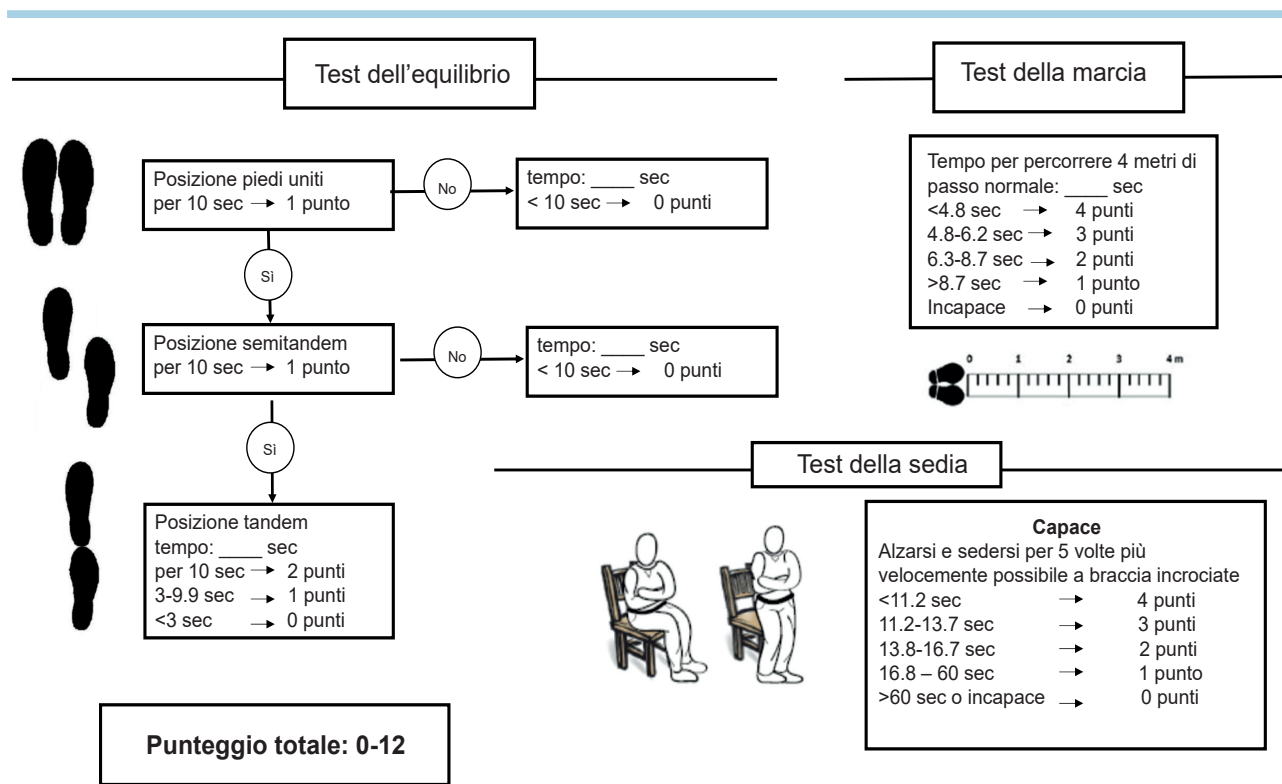 Test dell'equilibrio
Posizione piedi uniti
per 10 sec → 1 punto
No
tempo: ____ sec
< 10 sec → 0 punti
Sì
Posizione semitandem
per 10 sec → 1 punto
No
tempo: ____ sec
< 10 sec → 0 punti
Sì
Posizione tandem
tempo: ____ sec
per 10 sec → 2 punti
3-9.9 sec → 1 punti
<3 sec → 0 punti
Punteggio totale: 0-12
Test della marcia
Tempo per percorrere 4 metri di
passo normale: ____ sec
<4.8 sec → 4 punti
4.8-6.2 sec → 3 punti
6.3-8.7 sec → 2 punti
>8.7 sec → 1 punto
Incapace → 0 punti
0 1 2 3 4 m
Test della sedia
Capace
Alzarsi e sedersi per 5 volte più
velocemente possibile a braccia incrociate
<11.2 sec → 4 punti
11.2-13.7 sec → 3 punti
13.8-16.7 sec → 2 punti
16.8 – 60 sec → 1 punto
>60 sec o incapace → 0 punti